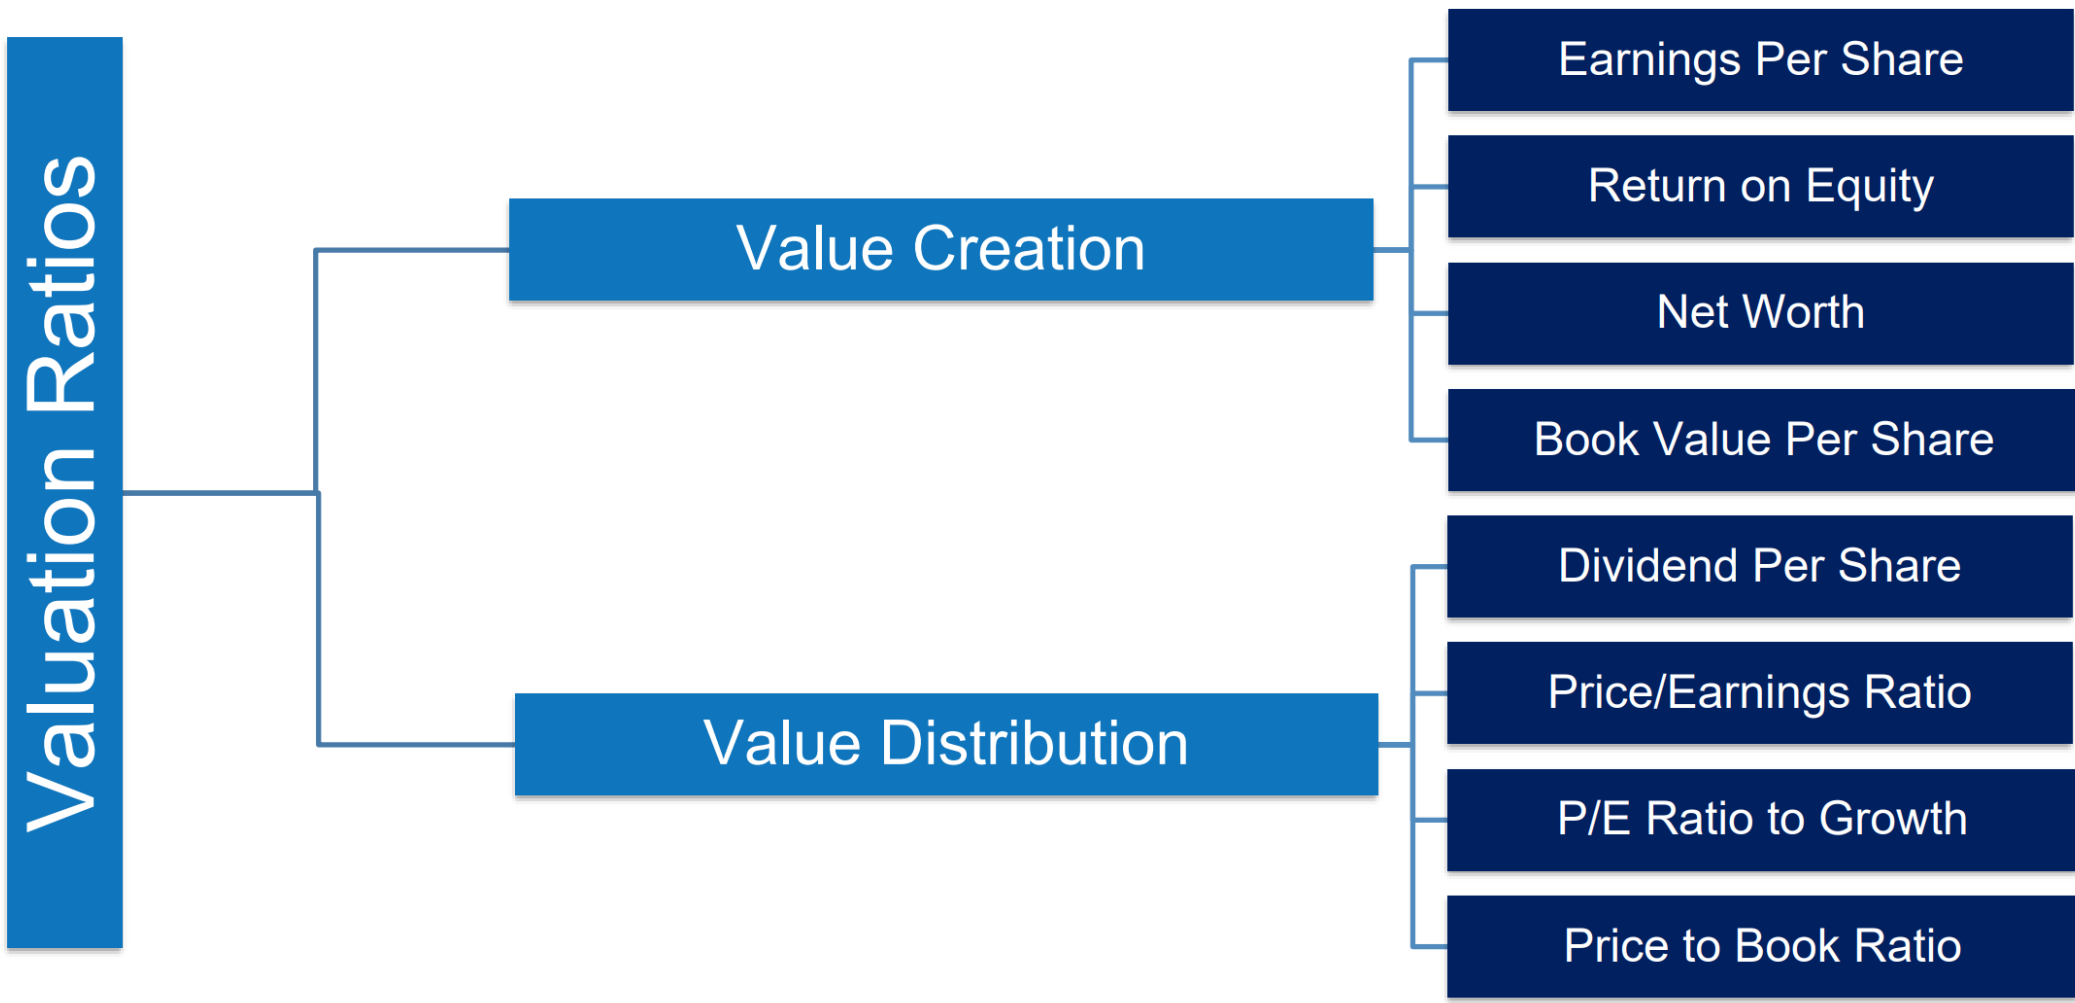 Valuation Ratios
Value Creation
Earnings Per Share
Return on Equity
Net Worth
Book Value Per Share
Value Distribution
Dividend Per Share
Price/Earnings Ratio
P/E Ratio to Growth
Price to Book Ratio